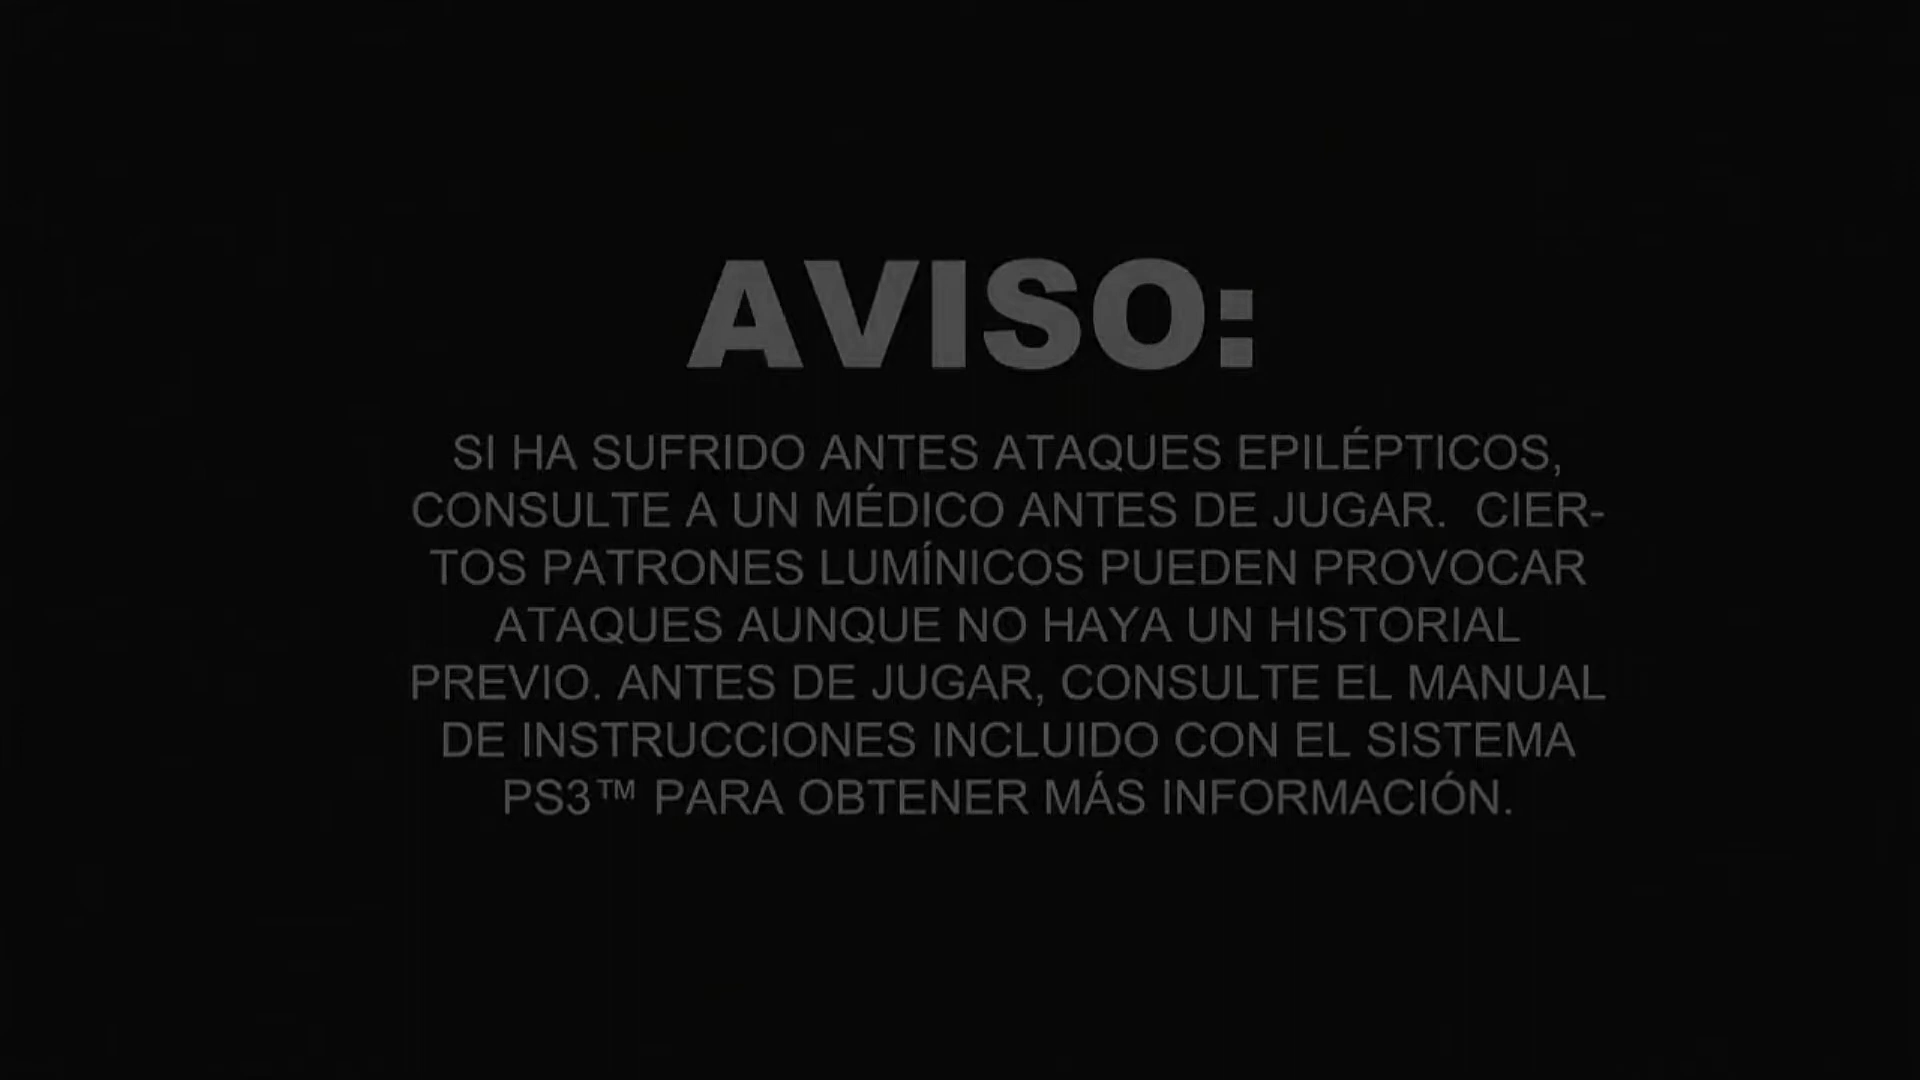 AVISO:
SI HA SUFRIDO ANTES ATAQUES EPILÉPTICOS,
CONSULTE A UN MÉDICO ANTES DE JUGAR.  CIER-
TOS PATRONES LUMÍNICOS PUEDEN PROVOCAR
ATAQUES AUNQUE NO HAYA UN HISTORIAL
PREVIO. ANTES DE JUGAR, CONSULTE EL MANUAL
DE INSTRUCCIONES INCLUIDO CON EL SISTEMA
PS3™ PARA OBTENER MÁS INFORMACIÓN.